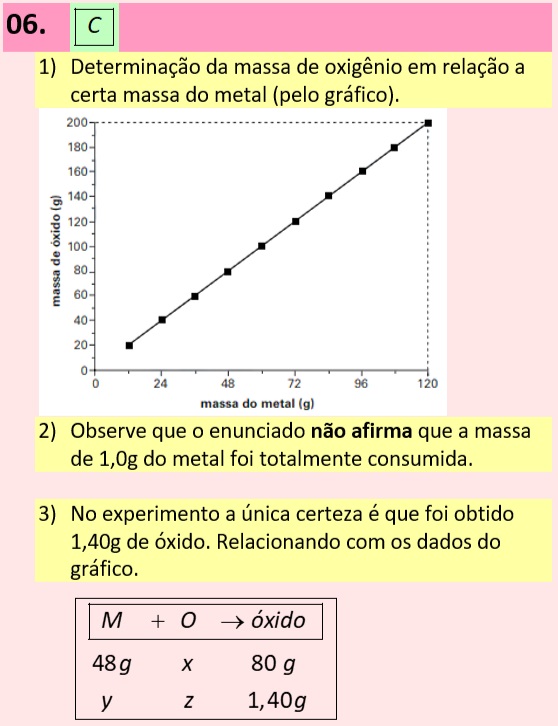 06. C
1) Determinação da massa de oxigênio em relação a
certa massa do metal (pelo gráfico).
200
180
160
140
120
100
80
60
40
20
0
massa de óxido (g)
0 24 48 72 96 120
massa do metal (g)
2) Observe que o enunciado não afirma que a massa
de 1,0g do metal foi totalmente consumida.
3) No experimento a única certeza é que foi obtido
1,40g de óxido. Relacionando com os dados do
gráfico.
M + O → óxido
48g x 80 g
y z 1,40g